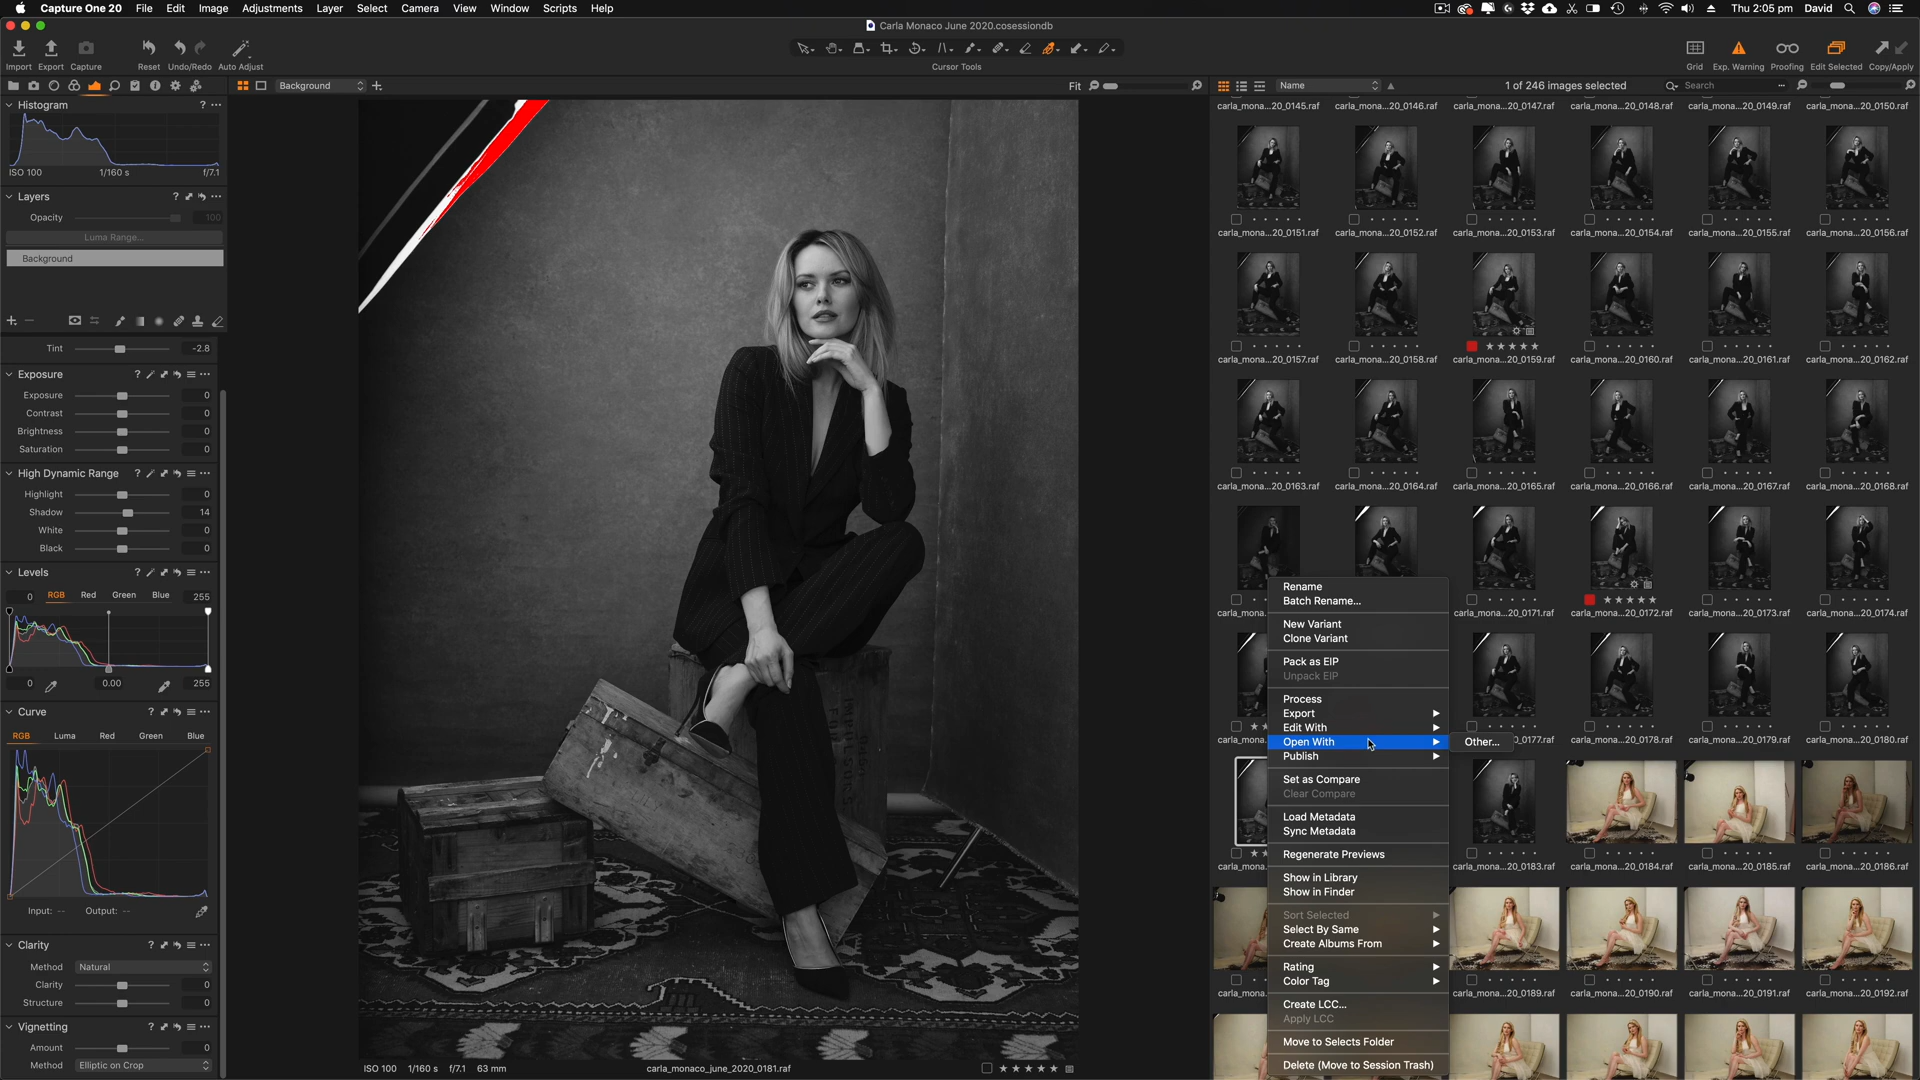 Capture One 20 File Edit Image Adjustments Layer Select Camera View Window Scripts Help
Thu 2:05 pm David
Carla Monaco June 2020.cosessiondb
Import Export Capture Reset Undo/Redo Auto Adjust
Cursor Tools
Grid Exp. Warning Proofing Edit Selected Copy/Apply
Background
Fit
Name
1 of 246 images selected
Search
Histogram
ISO 100 1/160 s f/7.1
Layers
Opacity 100
Luma Range...
Background
Tint -2.8
Exposure
Exposure 0
Contrast 0
Brightness 0
Saturation 0
High Dynamic Range
Highlight 0
Shadow 14
White 0
Black 0
Levels
0 RGB Red Green Blue 255
0 0.00 255
Curve
RGB Luma Red Green Blue
Input: -- Output: --
Clarity
Method Natural
Clarity 0
Structure 0
Vignetting
Amount 0
Method Elliptic on Crop
ISO 100 1/160 s f/7.1 63 mm
carla_monaco_june_2020_0181.raf
carla_mona...20_0145.raf carla_mona...20_0146.raf carla_mona...20_0147.raf carla_mona...20_0148.raf carla_mona...20_0149.raf carla_mona...20_0150.raf
carla_mona...20_0151.raf carla_mona...20_0152.raf carla_mona...20_0153.raf carla_mona...20_0154.raf carla_mona...20_0155.raf carla_mona...20_0156.raf
carla_mona...20_0157.raf carla_mona...20_0158.raf carla_mona...20_0159.raf carla_mona...20_0160.raf carla_mona...20_0161.raf carla_mona...20_0162.raf
carla_mona...20_0163.raf carla_mona...20_0164.raf carla_mona...20_0165.raf carla_mona...20_0166.raf carla_mona...20_0167.raf carla_mona...20_0168.raf
carla_mona. carla_mona...20_0171.raf carla_mona...20_0172.raf carla_mona...20_0173.raf carla_mona...20_0174.raf
carla_mona. 20_0177.raf carla_mona...20_0178.raf carla_mona...20_0179.raf carla_mona...20_0180.raf
carla_mona. carla_mona...20_0183.raf carla_mona...20_0184.raf carla_mona...20_0185.raf carla_mona...20_0186.raf
carla_mona. carla_mona...20_0189.raf carla_mona...20_0190.raf carla_mona...20_0191.raf carla_mona...20_0192.raf
Rename
Batch Rename...
New Variant
Clone Variant
Pack as EIP
Unpack EIP
Process
Export
Edit With
Open With
Other...
Publish
Set as Compare
Clear Compare
Load Metadata
Sync Metadata
Regenerate Previews
Show in Library
Show in Finder
Sort Selected
Select By Same
Create Albums From
Rating
Color Tag
Create LCC...
Apply LCC
Move to Selects Folder
Delete (Move to Session Trash)